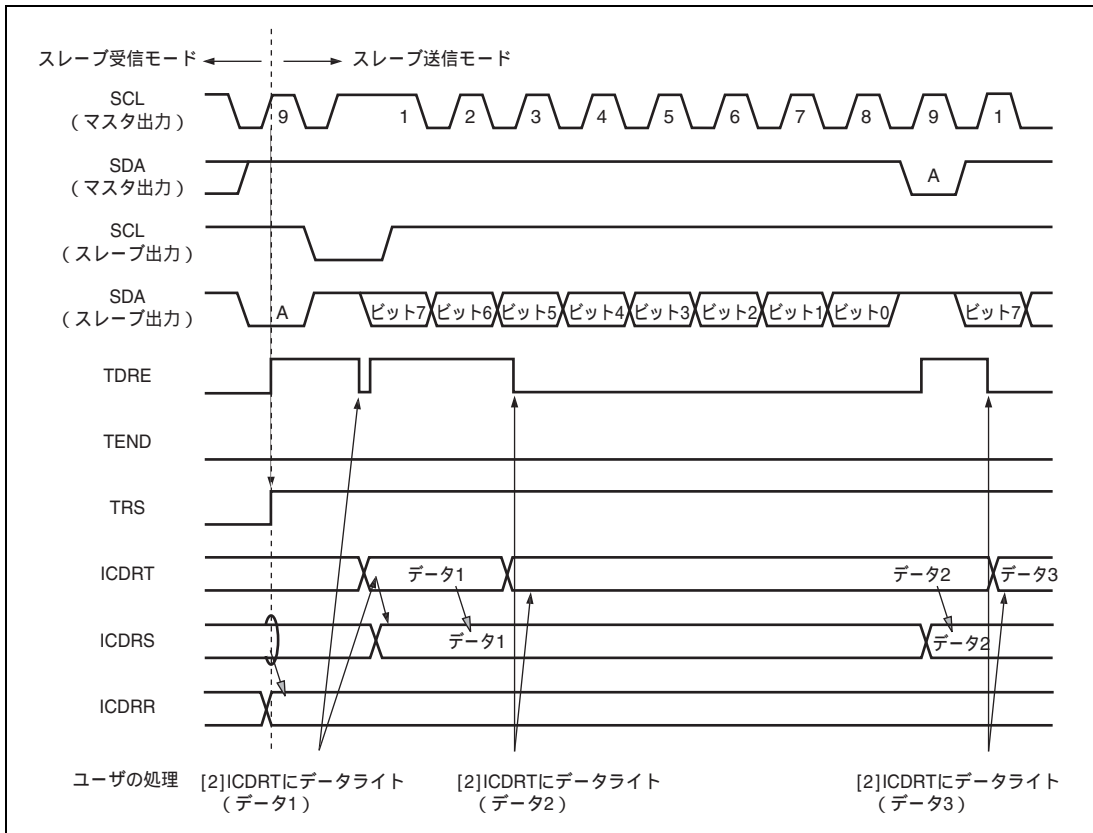 スレーブ受信モード
スレーブ送信モード
SCL
（マスタ出力）
9
1
2
3
4
5
6
7
8
9
1
SDA
（マスタ出力）
A
SCL
（スレーブ出力）
SDA
（スレーブ出力）
A
ビット7
ビット6
ビット5
ビット4
ビット3
ビット2
ビット1
ビット0
ビット7
TDRE
TEND
TRS
ICDRT
データ1
データ2
データ3
ICDRS
データ1
データ2
ICDRR
ユーザの処理
[2]ICDRTにデータライト
（データ1）
[2]ICDRTにデータライト
（データ2）
[2]ICDRTにデータライト
（データ3）